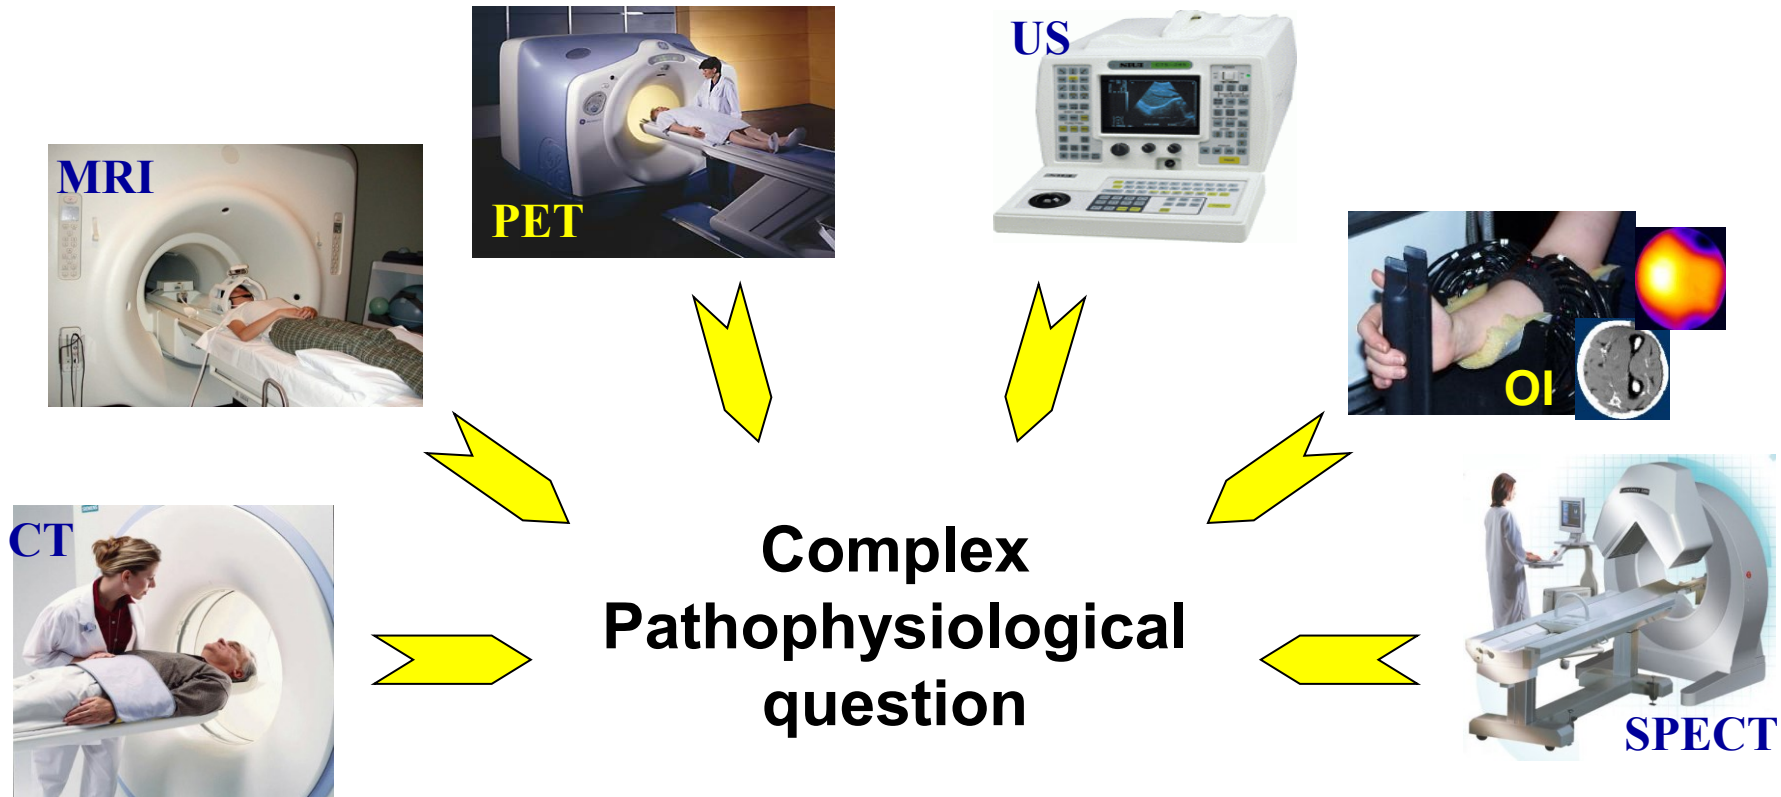 US
MRI
PET
OI
CT
Complex
Pathophysiological
question
SPECT